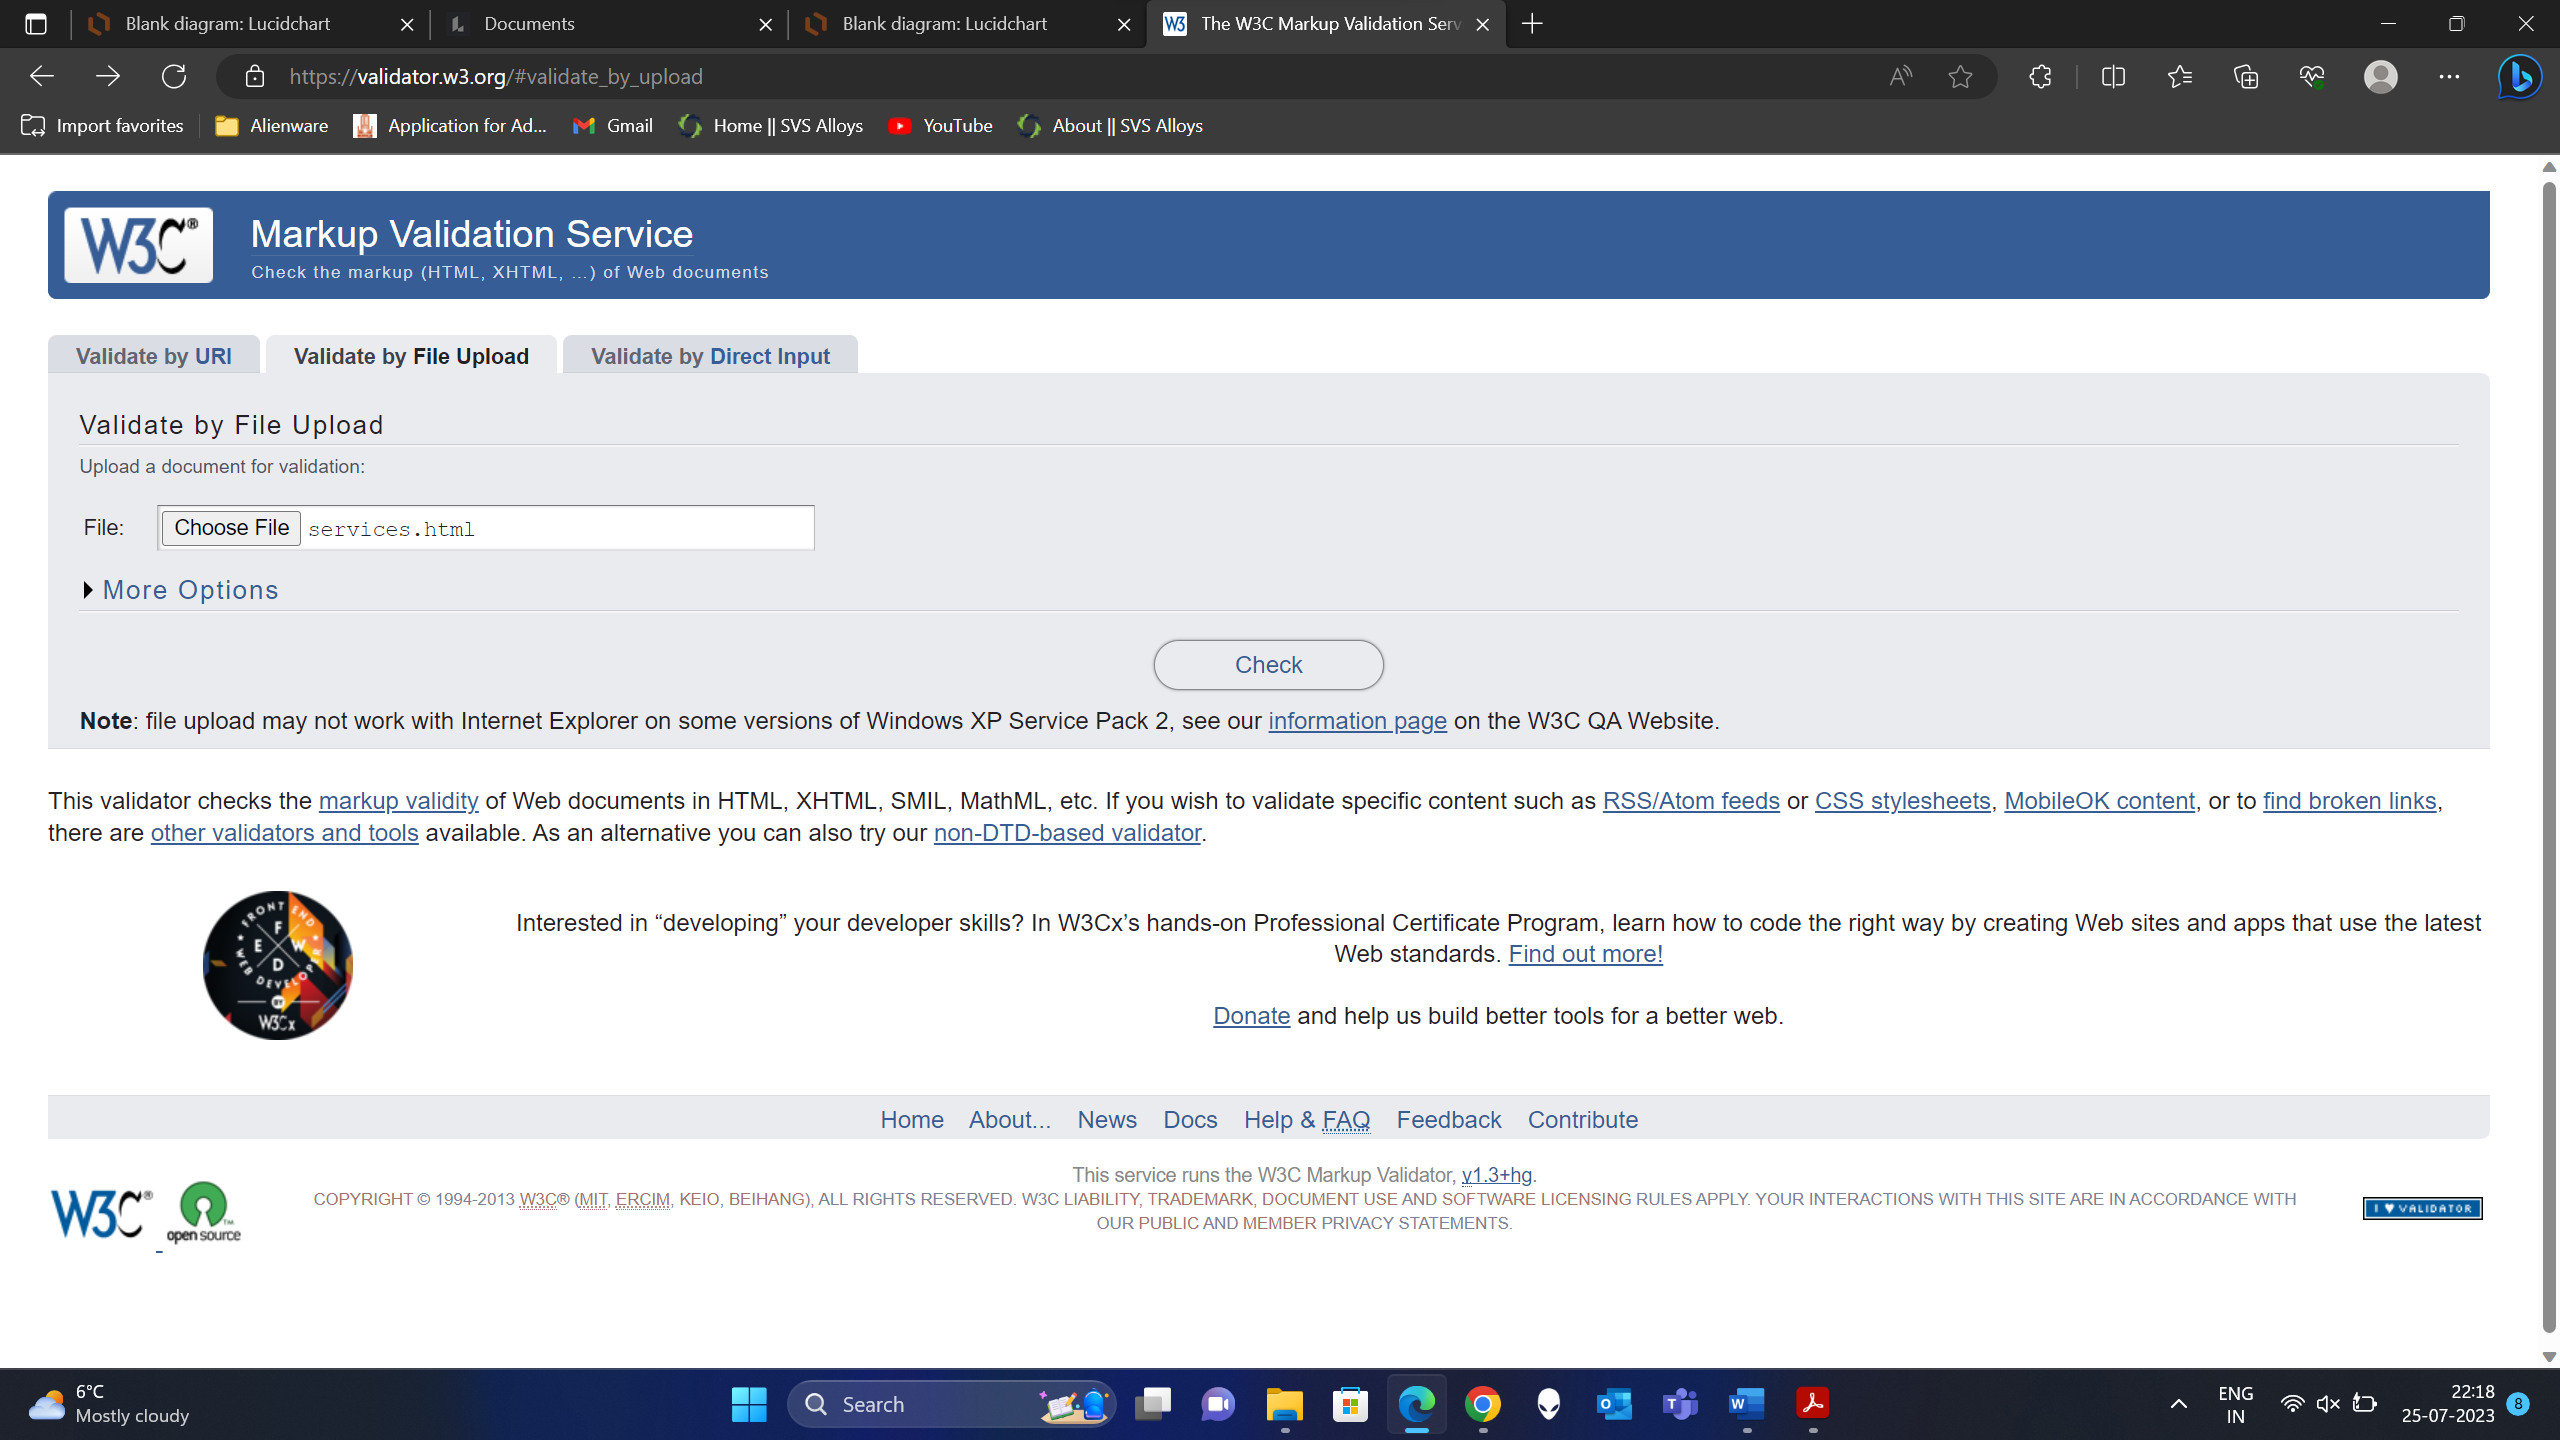 Blank diagram: Lucidchart
Documents
Blank diagram: Lucidchart
The W3C Markup Validation Serv
https://validator.w3.org/#validate_by_upload
Import favorites
Alienware
Application for Ad...
Gmail
Home || SVS Alloys
YouTube
About || SVS Alloys
W3C®
Markup Validation Service
Check the markup (HTML, XHTML, …) of Web documents
Validate by URI
Validate by File Upload
Validate by Direct Input
Validate by File Upload
Upload a document for validation:
File: Choose File services.html
More Options
Check
Note: file upload may not work with Internet Explorer on some versions of Windows XP Service Pack 2, see our information page on the W3C QA Website.
This validator checks the markup validity of Web documents in HTML, XHTML, SMIL, MathML, etc. If you wish to validate specific content such as RSS/Atom feeds or CSS stylesheets, MobileOK content, or to find broken links,
there are other validators and tools available. As an alternative you can also try our non-DTD-based validator.
FRONT END
WEB DEVELOPER
F E W D
BY
W3Cx
Interested in “developing” your developer skills? In W3Cx’s hands-on Professional Certificate Program, learn how to code the right way by creating Web sites and apps that use the latest
Web standards. Find out more!
Donate and help us build better tools for a better web.
Home About... News Docs Help & FAQ Feedback Contribute
W3C®
open source™
This service runs the W3C Markup Validator, v1.3+hg.
COPYRIGHT © 1994-2013 W3C® (MIT, ERCIM, KEIO, BEIHANG), ALL RIGHTS RESERVED. W3C LIABILITY, TRADEMARK, DOCUMENT USE AND SOFTWARE LICENSING RULES APPLY. YOUR INTERACTIONS WITH THIS SITE ARE IN ACCORDANCE WITH
OUR PUBLIC AND MEMBER PRIVACY STATEMENTS.
I ♥ VALIDATOR
6°C
Mostly cloudy
Search
ENG
IN
22:18
25-07-2023
8